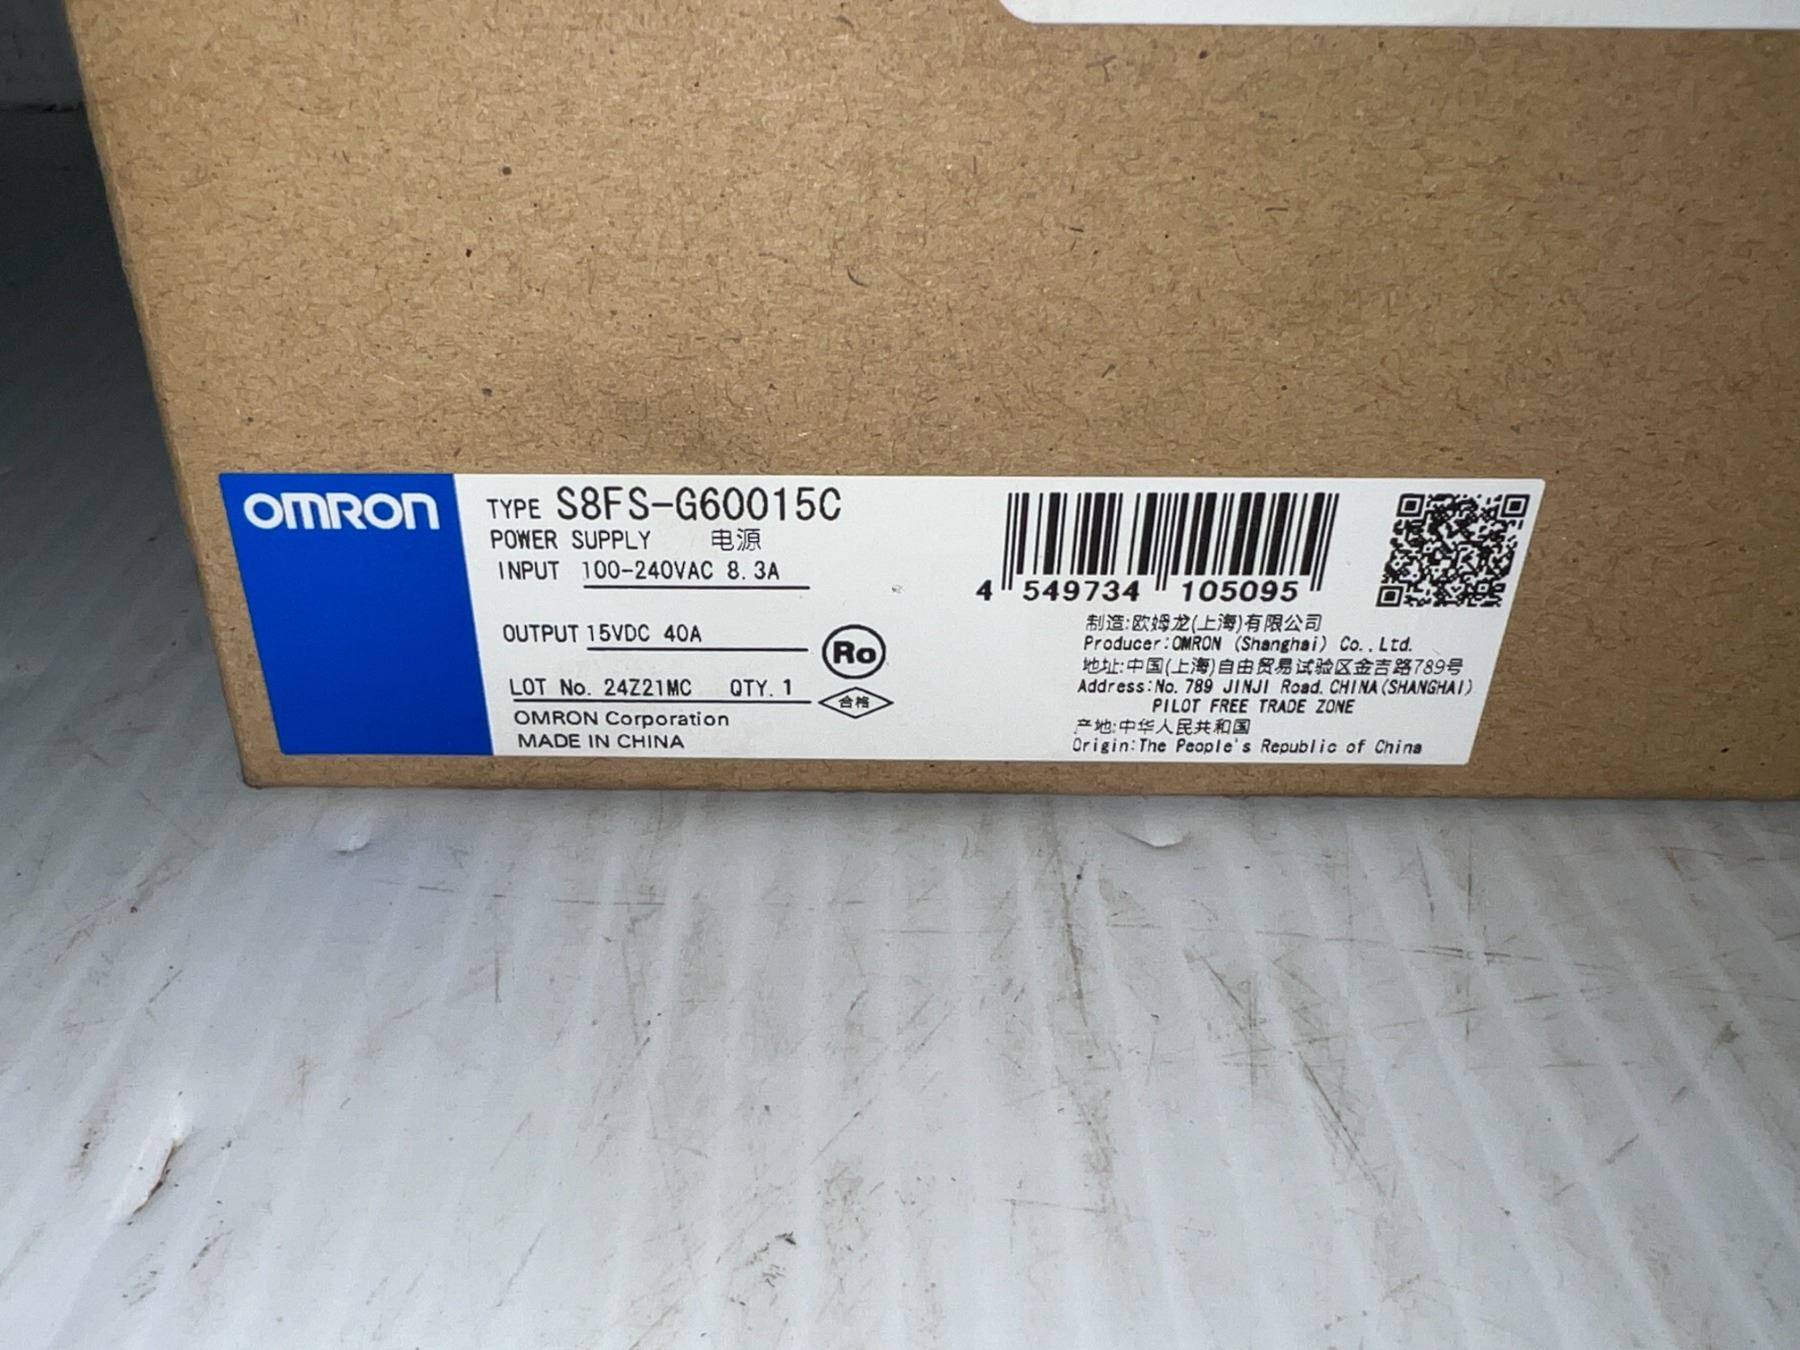 OMRON
TYPE S8FS-G60015C
POWER SUPPLY 电源
INPUT 100-240VAC 8.3A
OUTPUT 15VDC 40A
Ro
LOT No. 24Z21MC QTY. 1
合格
OMRON Corporation
MADE IN CHINA
4 549734 105095
制造:欧姆龙(上海)有限公司
Producer:OMRON (Shanghai) Co.,Ltd.
地址:中国(上海)自由贸易试验区金吉路789号
Address:No.789 JINJI Road.CHINA(SHANGHAI)
PILOT FREE TRADE ZONE
产地:中华人民共和国
Origin:The People's Republic of China